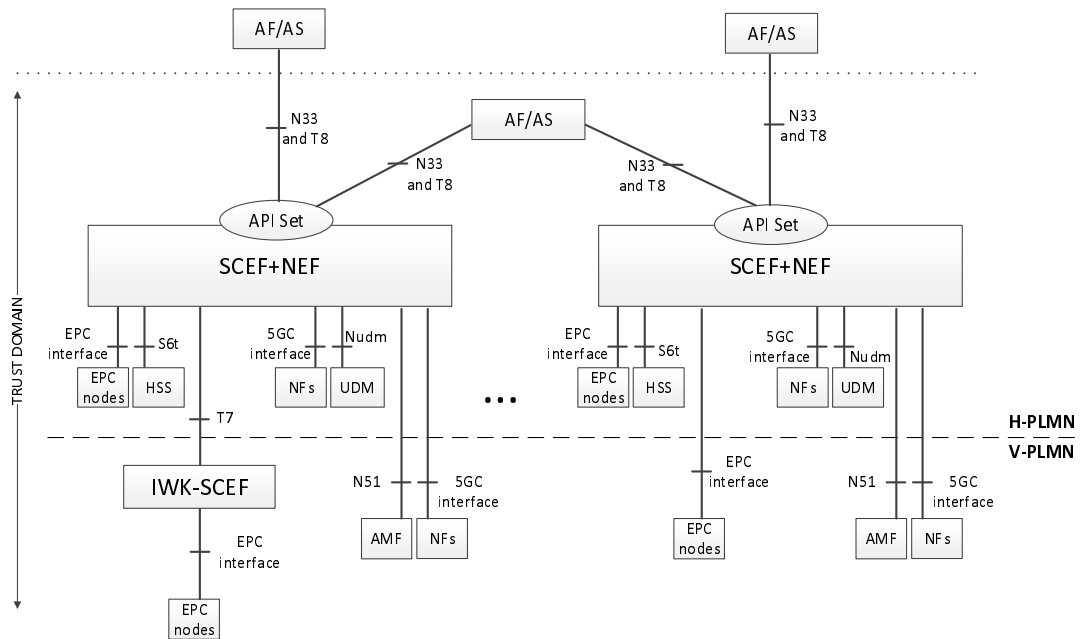 AF/AS
AF/AS
AF/AS
N33
and T8
N33
and T8
N33
and T8
N33
and T8
API Set
API Set
SCEF+NEF
SCEF+NEF
TRUST DOMAIN
EPC
interface
S6t
5GC
interface
Nudm
EPC
interface
S6t
5GC
interface
Nudm
EPC
nodes
HSS
NFs
UDM
...
EPC
nodes
HSS
NFs
UDM
T7
H-PLMN
V-PLMN
IWK-SCEF
N51
5GC
interface
EPC
interface
N51
5GC
interface
AMF
NFs
EPC
nodes
AMF
NFs
EPC
interface
EPC
nodes